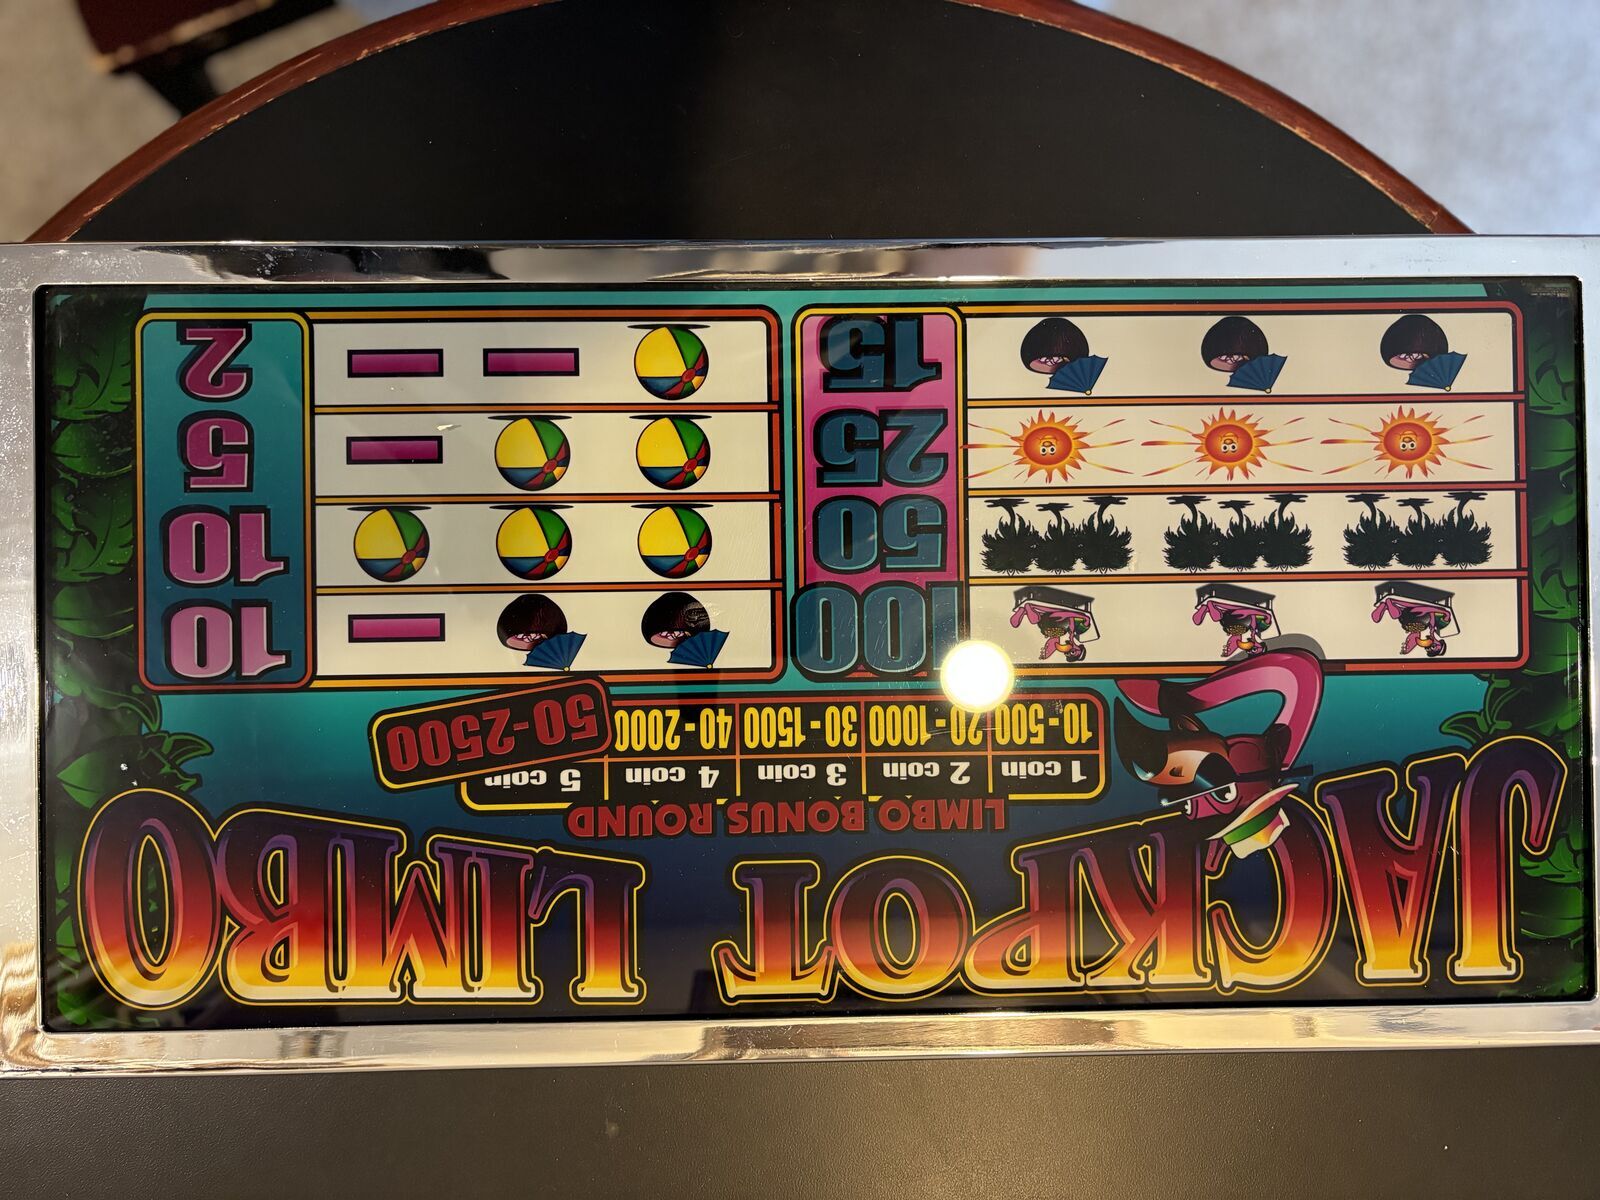 JACKPOT LIMBO
LIMBO BONUS ROUND
1 coin 2 coin 3 coin 4 coin 5 coin
10-500 20-1000 30-1500 40-2000 50-2500
100 10
50 10
25 5
15 2